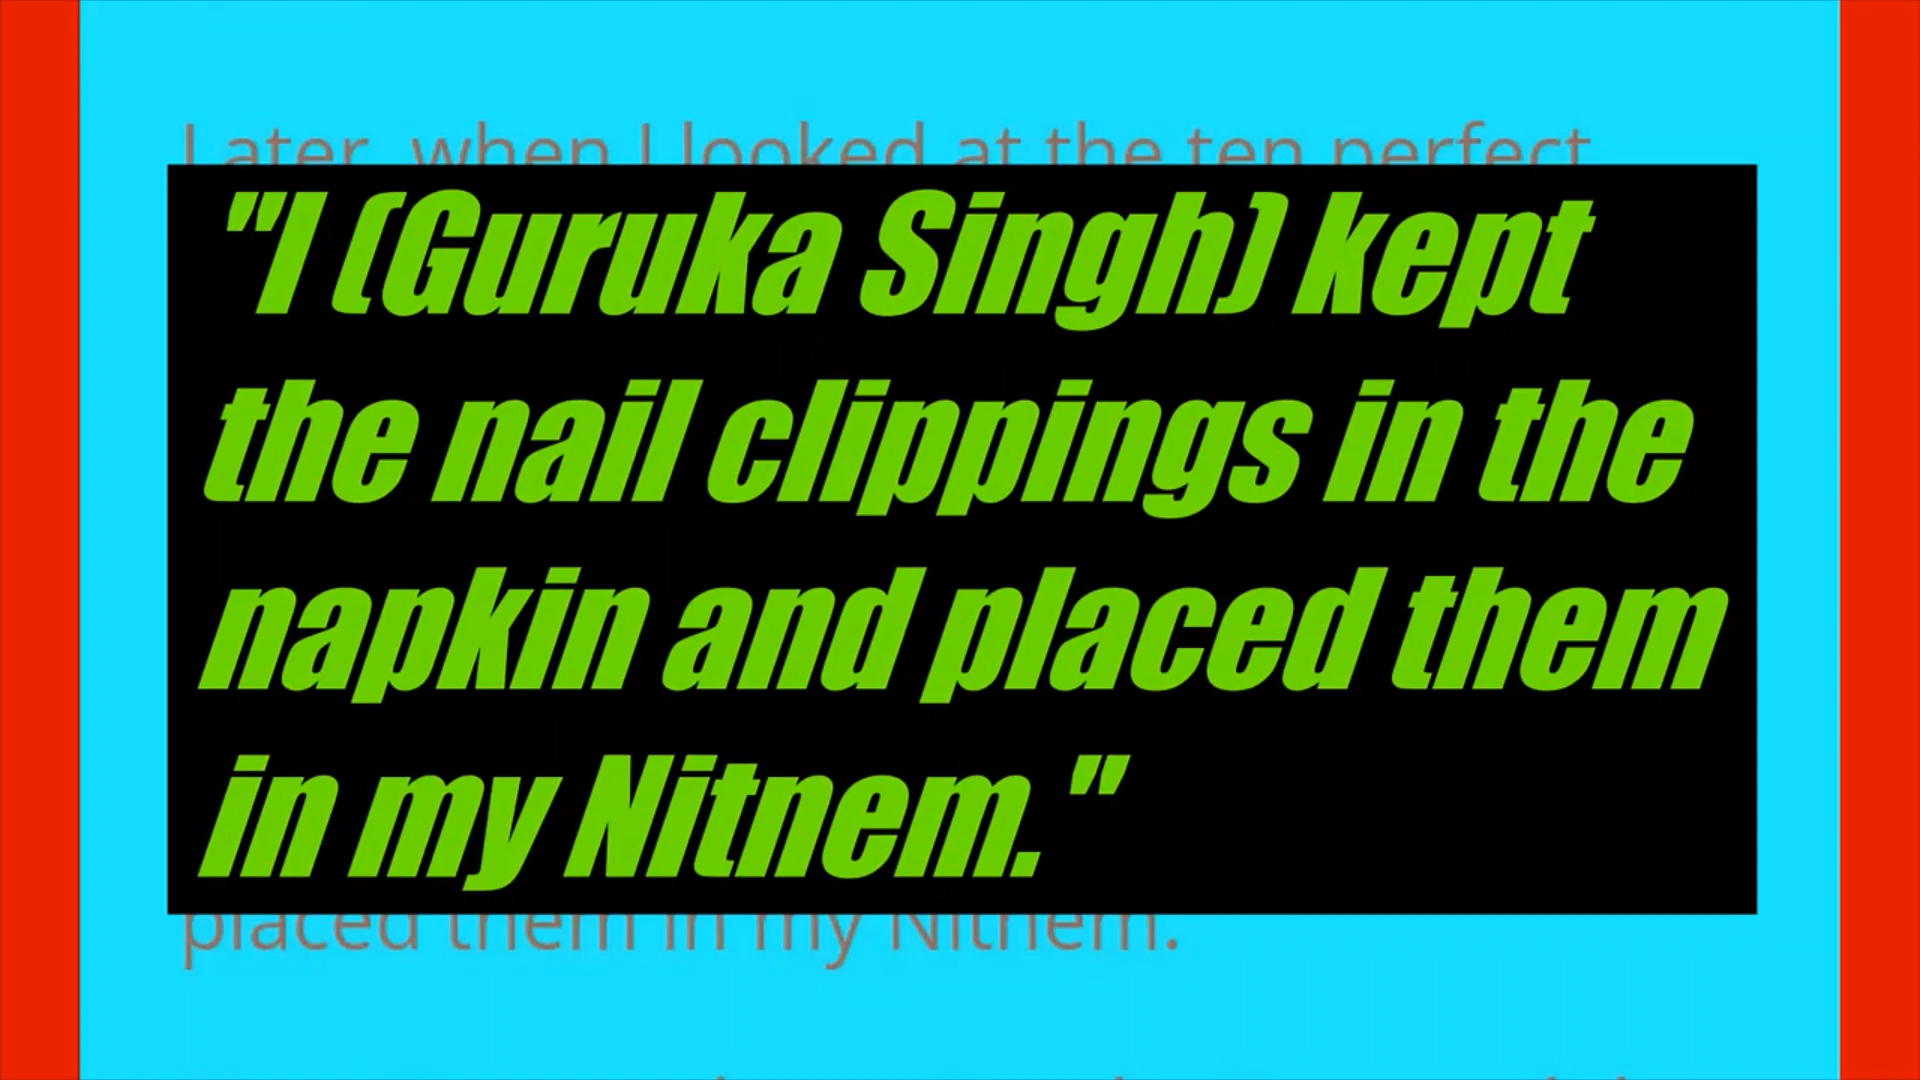 Later, when I looked at the ten perfect
"I (Guruka Singh) kept
the nail clippings in the
napkin and placed them
in my Nitnem."
placed them in my Nitnem.